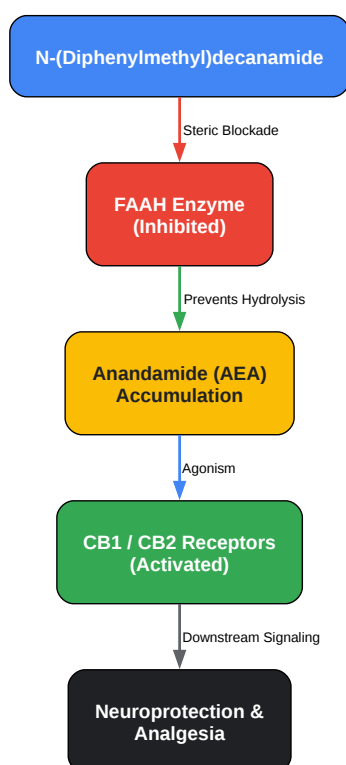 N-(Diphenylmethyl)decanamide
Steric Blockade
FAAH Enzyme
(Inhibited)
Prevents Hydrolysis
Anandamide (AEA)
Accumulation
Agonism
CB1 / CB2 Receptors
(Activated)
Downstream Signaling
Neuroprotection &
Analgesia